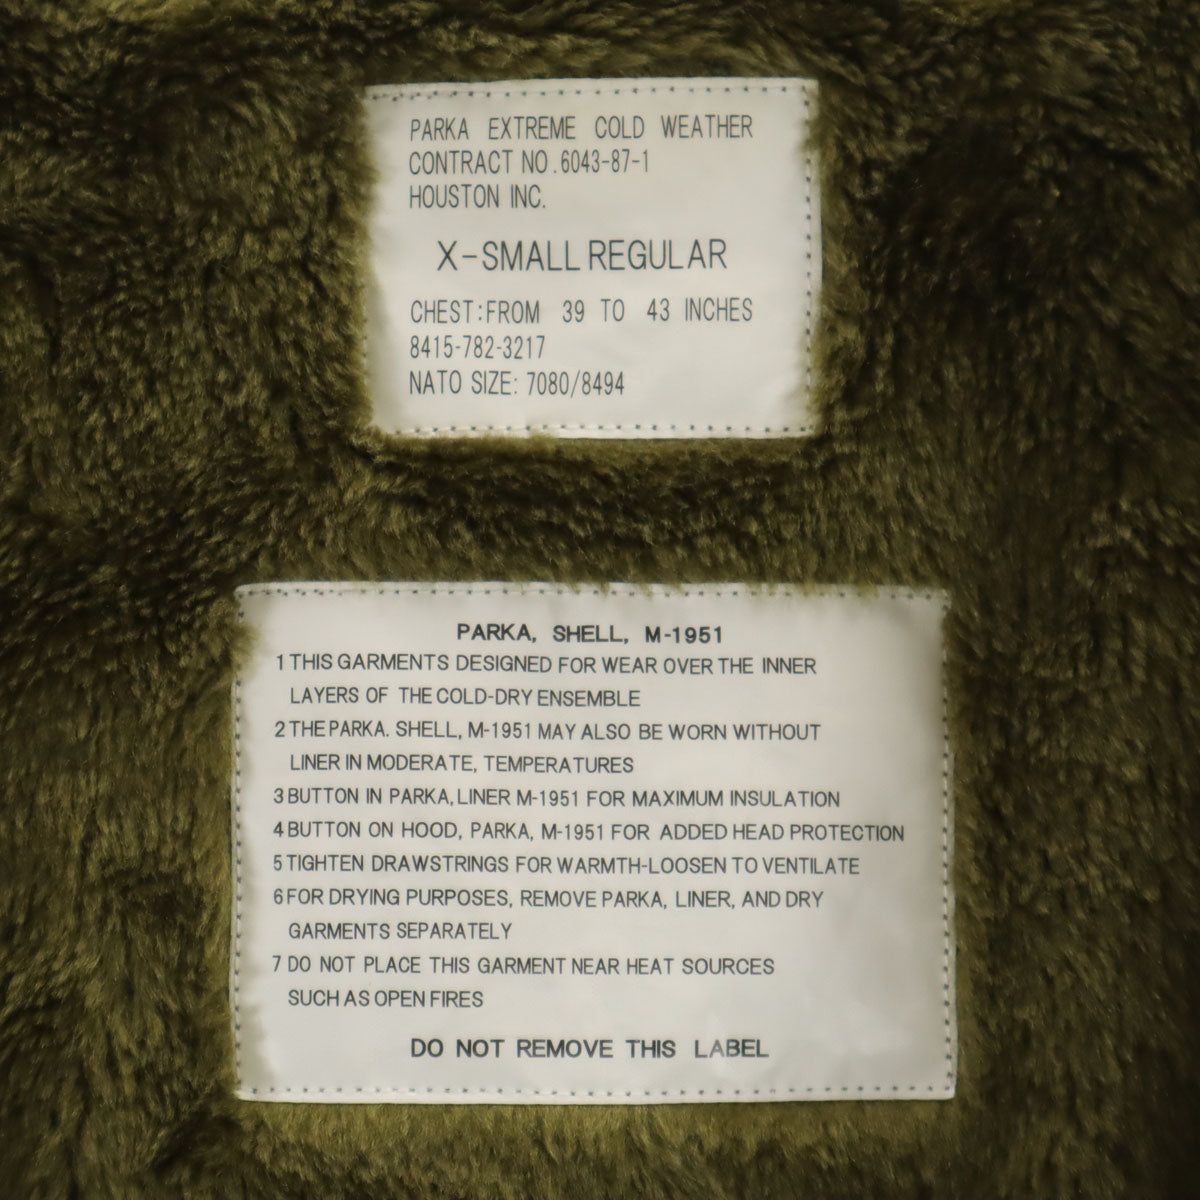 PARKA EXTREME COLD WEATHER
CONTRACT NO.6043-87-1
HOUSTON INC.
X-SMALL REGULAR
CHEST:FROM 39 TO 43 INCHES
8415-782-3217
NATO SIZE: 7080/8494
PARKA, SHELL, M-1951
1 THIS GARMENTS DESIGNED FOR WEAR OVER THE INNER
LAYERS OF THE COLD-DRY ENSEMBLE
2 THE PARKA. SHELL, M-1951 MAY ALSO BE WORN WITHOUT
LINER IN MODERATE, TEMPERATURES
3 BUTTON IN PARKA, LINER M-1951 FOR MAXIMUM INSULATION
4 BUTTON ON HOOD, PARKA, M-1951 FOR ADDED HEAD PROTECTION
5 TIGHTEN DRAWSTRINGS FOR WARMTH-LOOSEN TO VENTILATE
6 FOR DRYING PURPOSES, REMOVE PARKA, LINER, AND DRY
GARMENTS SEPARATELY
7 DO NOT PLACE THIS GARMENT NEAR HEAT SOURCES
SUCH AS OPEN FIRES
DO NOT REMOVE THIS LABEL